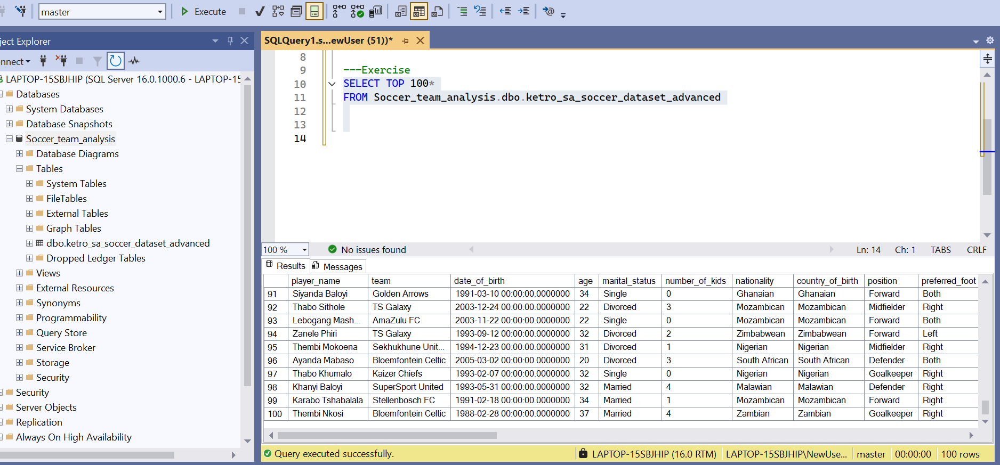 master
Execute
ject Explorer
nnect
LAPTOP-15SBJHIP (SQL Server 16.0.1000.6 - LAPTOP-15
Databases
System Databases
Database Snapshots
Soccer_team_analysis
Database Diagrams
Tables
System Tables
FileTables
External Tables
Graph Tables
dbo.ketro_sa_soccer_dataset_advanced
Dropped Ledger Tables
Views
External Resources
Synonyms
Programmability
Query Store
Service Broker
Storage
Security
Security
Server Objects
Replication
Always On High Availability
SQLQuery1.s...ewUser (51))*
8
9 ---Exercise
10 SELECT TOP 100*
11 FROM Soccer_team_analysis.dbo.ketro_sa_soccer_dataset_advanced
12
13
14
100 % No issues found Ln: 14 Ch: 1 TABS CRLF
Results Messages
player_name team date_of_birth age marital_status number_of_kids nationality country_of_birth position preferred_foot
91 Siyanda Baloyi Golden Arrows 1991-03-10 00:00:00.0000000 34 Single 0 Ghanaian Ghanaian Forward Both
92 Thabo Sithole TS Galaxy 2003-12-24 00:00:00.0000000 22 Divorced 3 Mozambican Mozambican Midfielder Right
93 Lebogang Mash... AmaZulu FC 2003-11-22 00:00:00.0000000 22 Single 0 Mozambican Mozambican Forward Both
94 Zanele Phiri TS Galaxy 1993-09-12 00:00:00.0000000 32 Divorced 2 Zimbabwean Zimbabwean Forward Left
95 Thembi Mokoena Sekhukhune Unit... 1994-12-23 00:00:00.0000000 31 Divorced 1 Nigerian Nigerian Midfielder Right
96 Ayanda Mabaso Bloemfontein Celtic 2005-03-02 00:00:00.0000000 20 Divorced 3 South African South African Defender Both
97 Thabo Khumalo Kaizer Chiefs 1993-02-07 00:00:00.0000000 32 Single 0 Nigerian Nigerian Goalkeeper Right
98 Khanyi Baloyi SuperSport United 1993-05-31 00:00:00.0000000 32 Married 4 Malawian Malawian Defender Right
99 Karabo Tshabalala Stellenbosch FC 1991-02-18 00:00:00.0000000 34 Married 1 Mozambican Mozambican Forward Right
100 Thembi Nkosi Bloemfontein Celtic 1988-02-28 00:00:00.0000000 37 Married 4 Zambian Zambian Goalkeeper Right
Query executed successfully. LAPTOP-15SBJHIP (16.0 RTM) LAPTOP-15SBJHIP\NewUse... master 00:00:00 100 rows